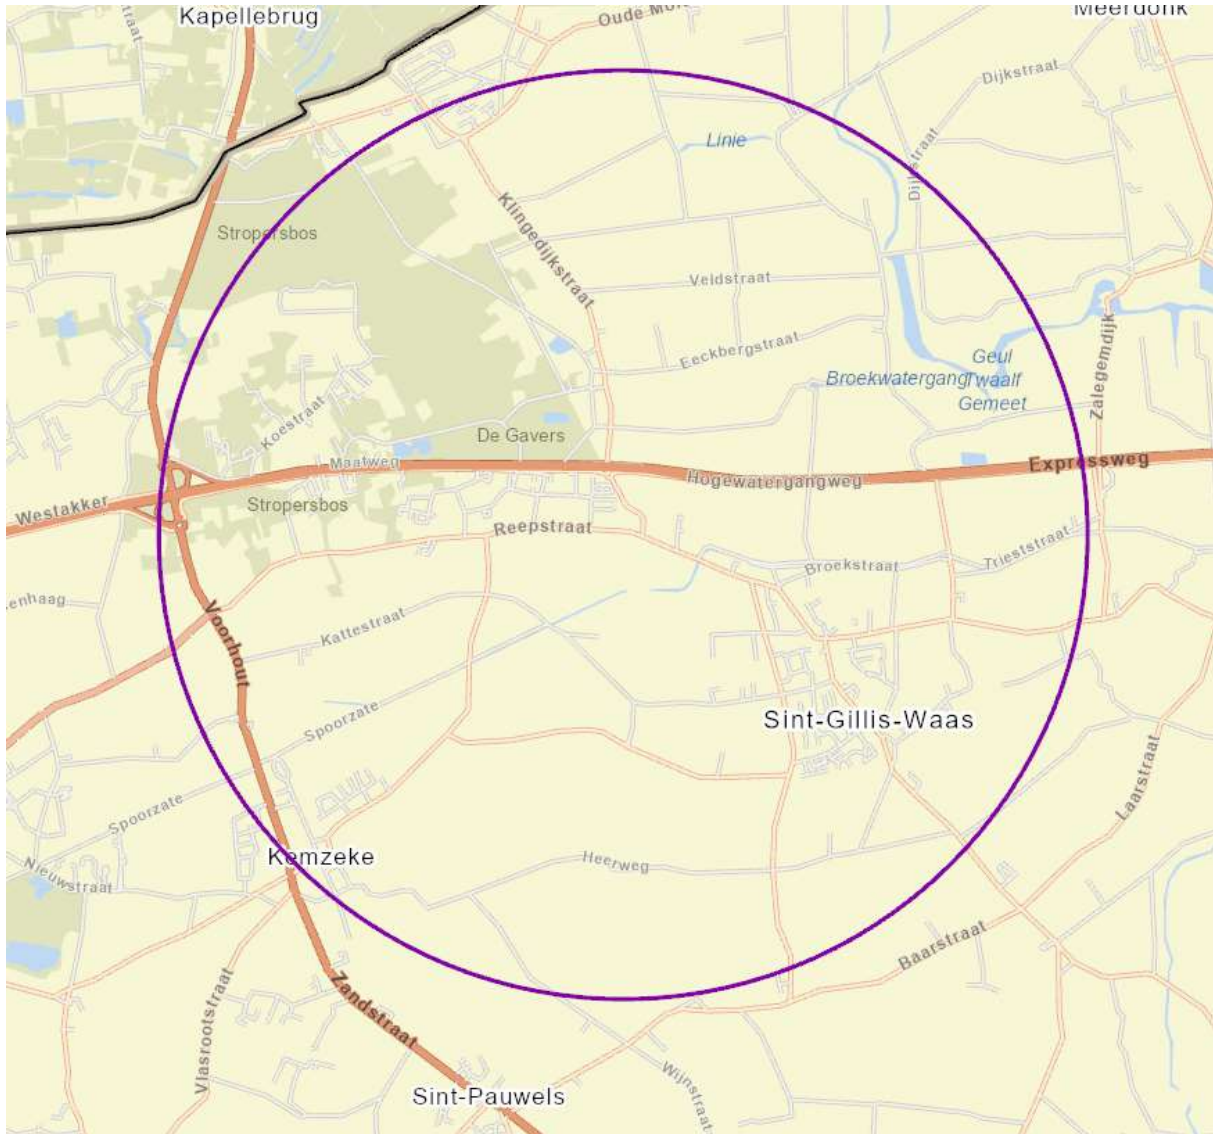 Kapellebrug
Meerdonk
straat
Dijkstraat
Linie
Dijkstraat
Klingedijkstraat
Stropersbos
Veldstraat
Eeckbergstraat
Geul
Broekwatergang
Twaalf
Gemeet
Zalegemdijk
Koestraat
De Gavers
Maatweg
Expressweg
Hogewatergangweg
Westakker
Stropersbos
Reepstraat
Trieststraat
Broekstraat
enhaag
Kattestraat
Voorhout
Spoorzate
Sint-Gillis-Waas
Laarstraat
Spoorzate
Kemzeke
Heerweg
Nieuwstraat
Baarstraat
Zandstraat
Vlasrootstraat
Wijnstraat
Sint-Pauwels